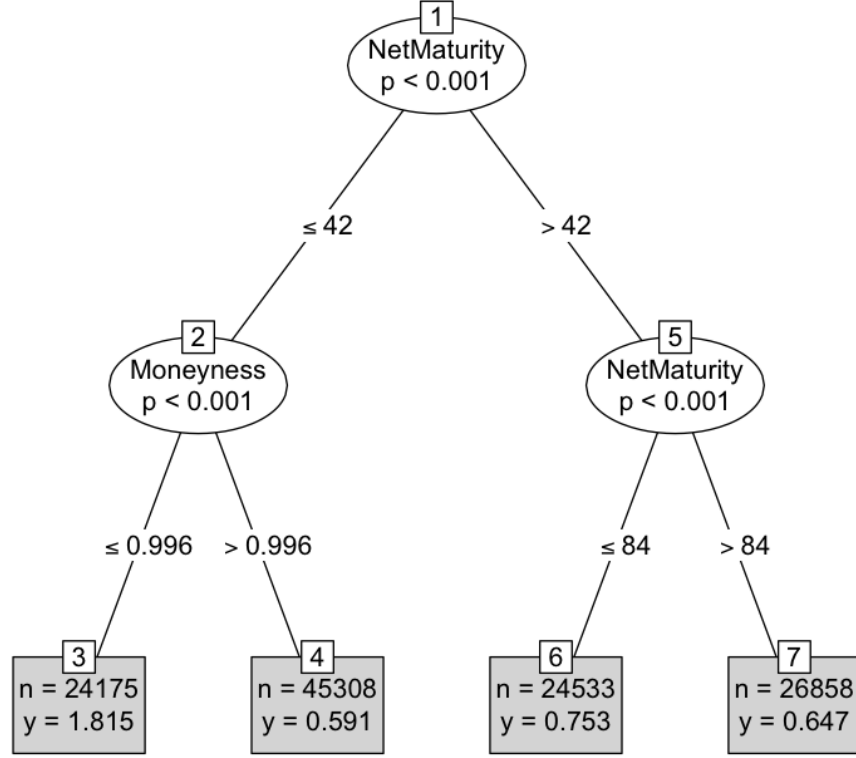 1
NetMaturity
p < 0.001
≤ 42
> 42
2
Moneyness
p < 0.001
5
NetMaturity
p < 0.001
≤ 0.996
> 0.996
≤ 84
> 84
3
n = 24175
y = 1.815
4
n = 45308
y = 0.591
6
n = 24533
y = 0.753
7
n = 26858
y = 0.647